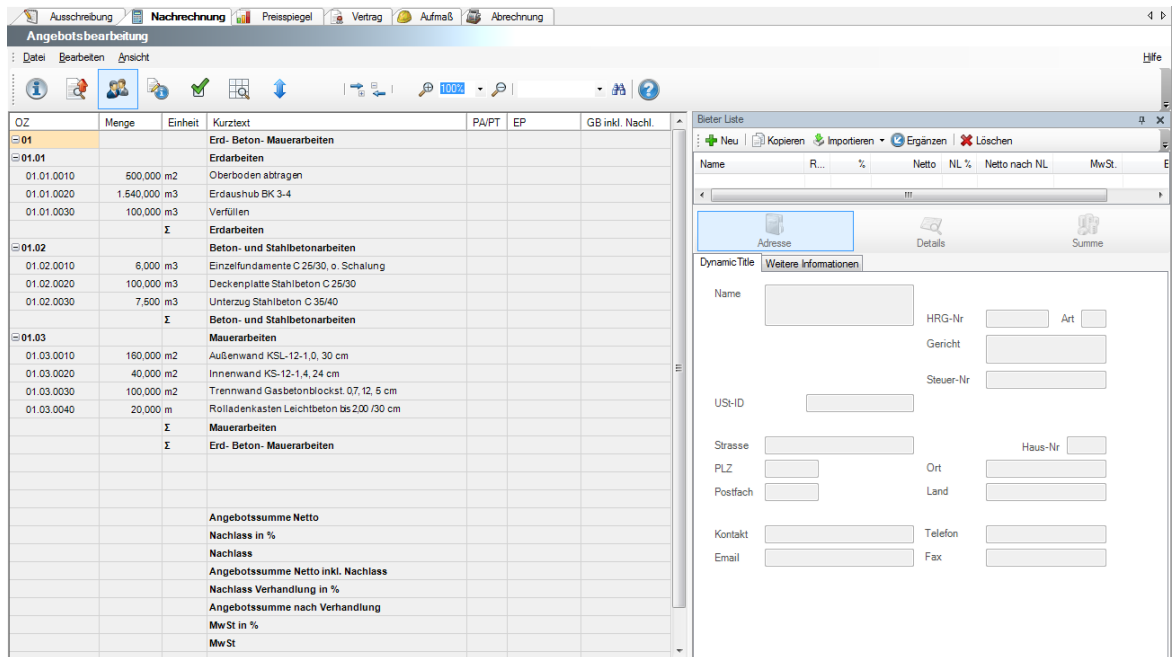 Ausschreibung Nachrechnung Preisspiegel Vertrag Aufmaß Abrechnung
Angebotsbearbeitung
Datei Bearbeiten Ansicht Hilfe
100%
OZ Menge Einheit Kurztext PA/PT EP GB inkl. Nachl.
01 Erd- Beton- Mauerarbeiten
01.01 Erdarbeiten
01.01.0010 500,000 m2 Oberboden abtragen
01.01.0020 1.540,000 m3 Erdaushub BK 3-4
01.01.0030 100,000 m3 Verfüllen
Σ Erdarbeiten
01.02 Beton- und Stahlbetonarbeiten
01.02.0010 6,000 m3 Einzelfundamente C 25/30, o. Schalung
01.02.0020 100,000 m3 Deckenplatte Stahlbeton C 25/30
01.02.0030 7,500 m3 Unterzug Stahlbeton C 35/40
Σ Beton- und Stahlbetonarbeiten
01.03 Mauerarbeiten
01.03.0010 160,000 m2 Außenwand KSL-12-1,0, 30 cm
01.03.0020 40,000 m2 Innenwand KS-12-1,4, 24 cm
01.03.0030 100,000 m2 Trennwand Gasbetonblockst. 0,7, 12, 5 cm
01.03.0040 20,000 m Rolladenkasten Leichtbeton bis 2,00 /30 cm
Σ Mauerarbeiten
Σ Erd- Beton- Mauerarbeiten
Angebotssumme Netto
Nachlass in %
Nachlass
Angebotssumme Netto inkl. Nachlass
Nachlass Verhandlung in %
Angebotssumme nach Verhandlung
MwSt in %
MwSt
Bieter Liste
Neu Kopieren Importieren Ergänzen Löschen
Name R... % Netto NL % Netto nach NL MwSt. E
Adresse Details Summe
DynamicTitle Weitere Informationen
Name
HRG-Nr Art
Gericht
Steuer-Nr
USt-ID
Strasse Haus-Nr
PLZ Ort
Postfach Land
Kontakt Telefon
Email Fax